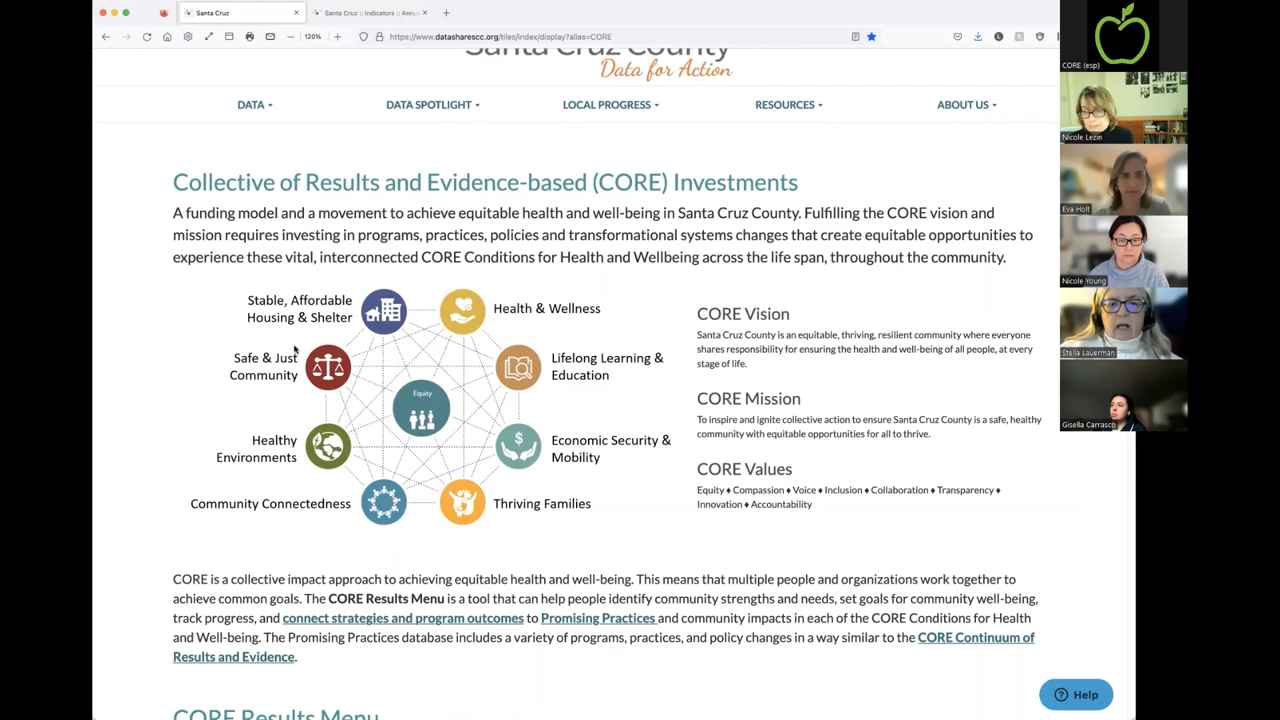 Santa Cruz
Santa Cruz :: Indicators :: Annu
120%
https://www.datasharescc.org/tiles/index/display?alias=CORE
Santa Cruz County
Data for Action
DATA
DATA SPOTLIGHT
LOCAL PROGRESS
RESOURCES
ABOUT US
Collective of Results and Evidence-based (CORE) Investments
A funding model and a movement to achieve equitable health and well-being in Santa Cruz County. Fulfilling the CORE vision and
mission requires investing in programs, practices, policies and transformational systems changes that create equitable opportunities to
experience these vital, interconnected CORE Conditions for Health and Wellbeing across the life span, throughout the community.
Stable, Affordable
Housing & Shelter
Health & Wellness
Safe & Just
Community
Lifelong Learning &
Education
Equity
Healthy
Environments
$
Economic Security &
Mobility
Community Connectedness
Thriving Families
CORE Vision
Santa Cruz County is an equitable, thriving, resilient community where everyone
shares responsibility for ensuring the health and well-being of all people, at every
stage of life.
CORE Mission
To inspire and ignite collective action to ensure Santa Cruz County is a safe, healthy
community with equitable opportunities for all to thrive.
CORE Values
Equity ♦ Compassion ♦ Voice ♦ Inclusion ♦ Collaboration ♦ Transparency ♦
Innovation ♦ Accountability
CORE is a collective impact approach to achieving equitable health and well-being. This means that multiple people and organizations work together to
achieve common goals. The CORE Results Menu is a tool that can help people identify community strengths and needs, set goals for community well-being,
track progress, and connect strategies and program outcomes to Promising Practices and community impacts in each of the CORE Conditions for Health
and Well-being. The Promising Practices database includes a variety of programs, practices, and policy changes in a way similar to the CORE Continuum of
Results and Evidence.
CORE Results Menu
Help
CORE (esp)
Nicole Lezin
Eva Holt
Nicole Young
Stella Lauerman
Gisella Carrasco